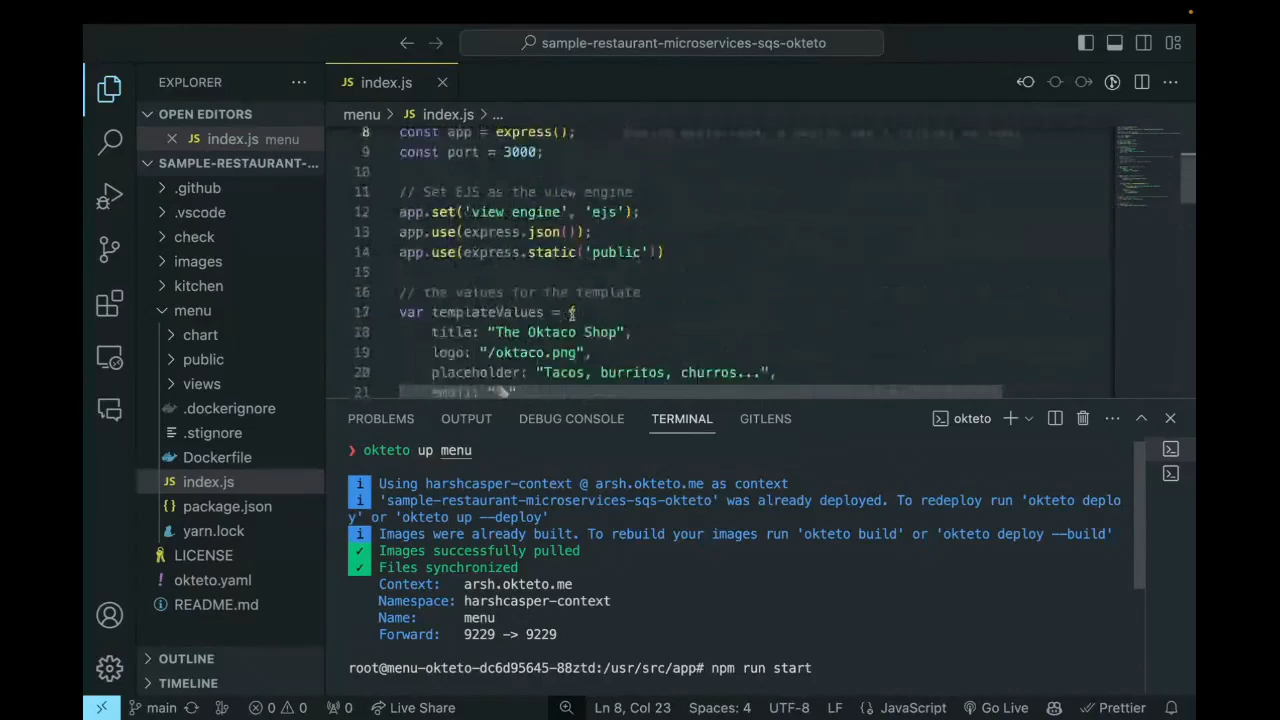 sample-restaurant-microservices-sqs-okteto
EXPLORER
OPEN EDITORS
index.js menu
SAMPLE-RESTAURANT-...
.github
.vscode
check
images
kitchen
menu
chart
public
views
.dockerignore
.stignore
Dockerfile
index.js
package.json
yarn.lock
LICENSE
okteto.yaml
README.md
OUTLINE
TIMELINE
JS index.js
menu > JS index.js > ...
8 const app = express();
9 const port = 3000;
10
11 // Set EJS as the view engine
12 app.set('view engine', 'ejs');
13 app.use(express.json());
14 app.use(express.static('public'))
15
16 // the values for the template
17 var templateValues = {
18 title: "The Oktaco Shop",
19 logo: "/oktaco.png",
20 placeholder: "Tacos, burritos, churros...",
21
PROBLEMS OUTPUT DEBUG CONSOLE TERMINAL GITLENS okteto
❯ okteto up menu
i Using harshcasper-context @ arsh.okteto.me as context
i 'sample-restaurant-microservices-sqs-okteto' was already deployed. To redeploy run 'okteto deplo
y' or 'okteto up --deploy'
i Images were already built. To rebuild your images run 'okteto build' or 'okteto deploy --build'
✓ Images successfully pulled
✓ Files synchronized
Context: arsh.okteto.me
Namespace: harshcasper-context
Name: menu
Forward: 9229 -> 9229
root@menu-okteto-dc6d95645-88ztd:/usr/src/app# npm run start
main 0 0 0 Live Share Ln 8, Col 23 Spaces: 4 UTF-8 LF {} JavaScript Go Live Prettier